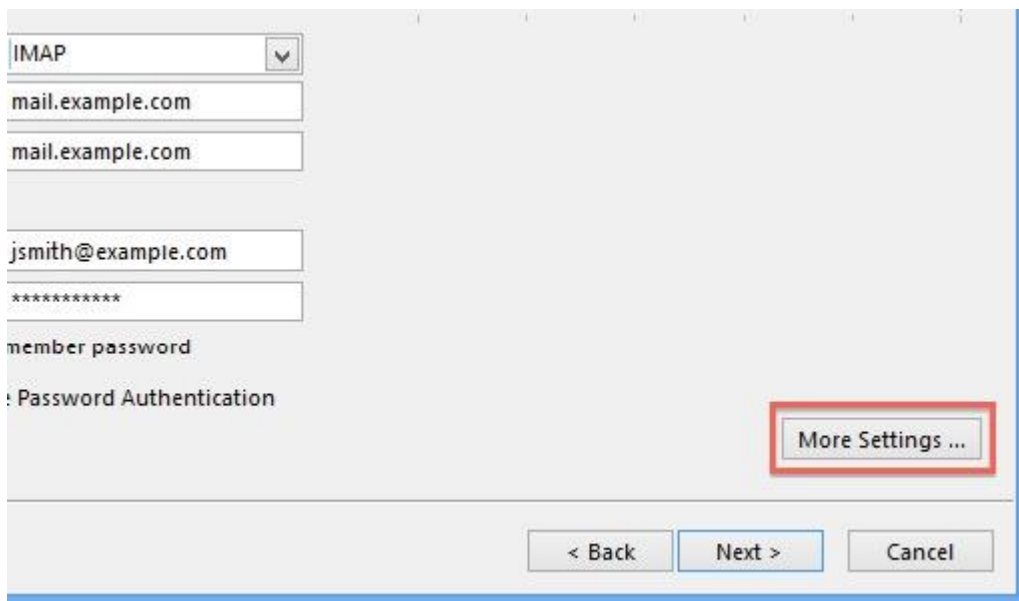 IMAP
mail.example.com
mail.example.com
jsmith@example.com
***********
member password
Password Authentication
More Settings ...
< Back Next > Cancel